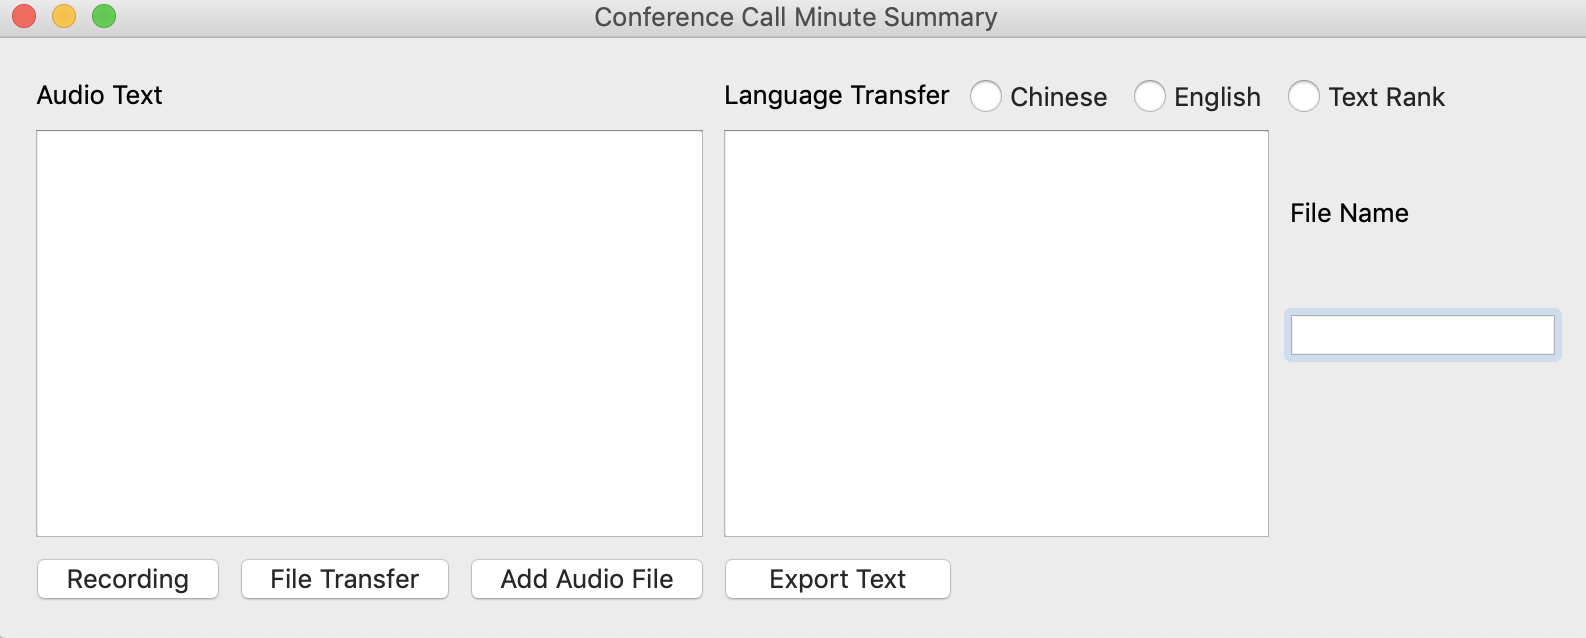 Conference Call Minute Summary
Audio Text
Language Transfer Chinese English Text Rank
File Name
Recording File Transfer Add Audio File Export Text